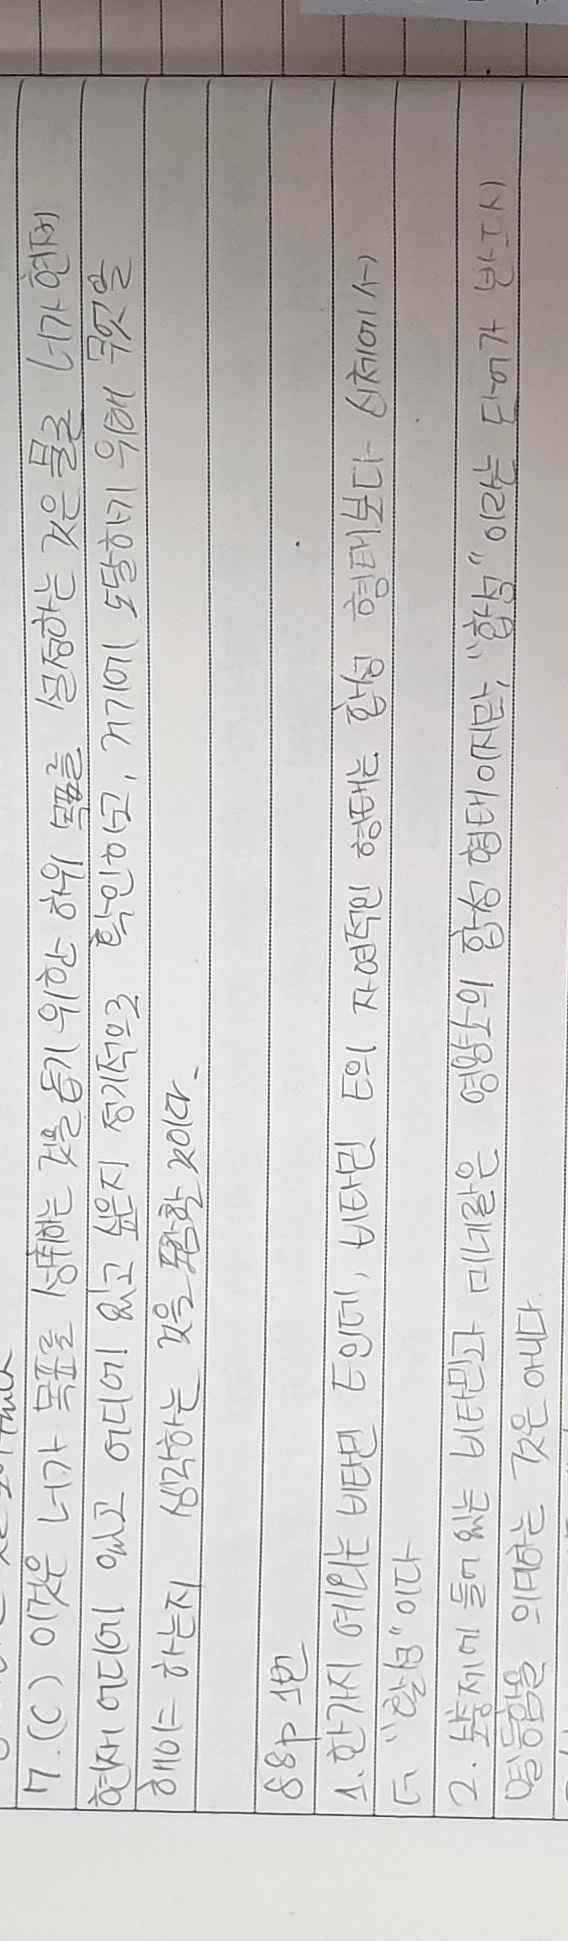 7. (C) 이것은 너가 목표를 성취하는 것을 돕기 위한 하위 목표를 설정하는 것은 물론 너가 현재
현재 어디에 있고 어디에 있고 싶은지 정기적으로 확인하고, 거기에 도달하기 위해 무엇을
해야 하는지 생각하는 것을 포함할 것이다.
88p 1번
1. 한가지 예외는 비타민 E인데, 비타민 E의 자연적인 형태는 합성 형태보다 신체에서
더 "활성"이다
2. 보충제에 들어 있는 비타민과 미네랄은 영양소의 합성 형태이지만, "합성"이라는 단어가 반드시
열등함을 의미하는 것은 아니다.